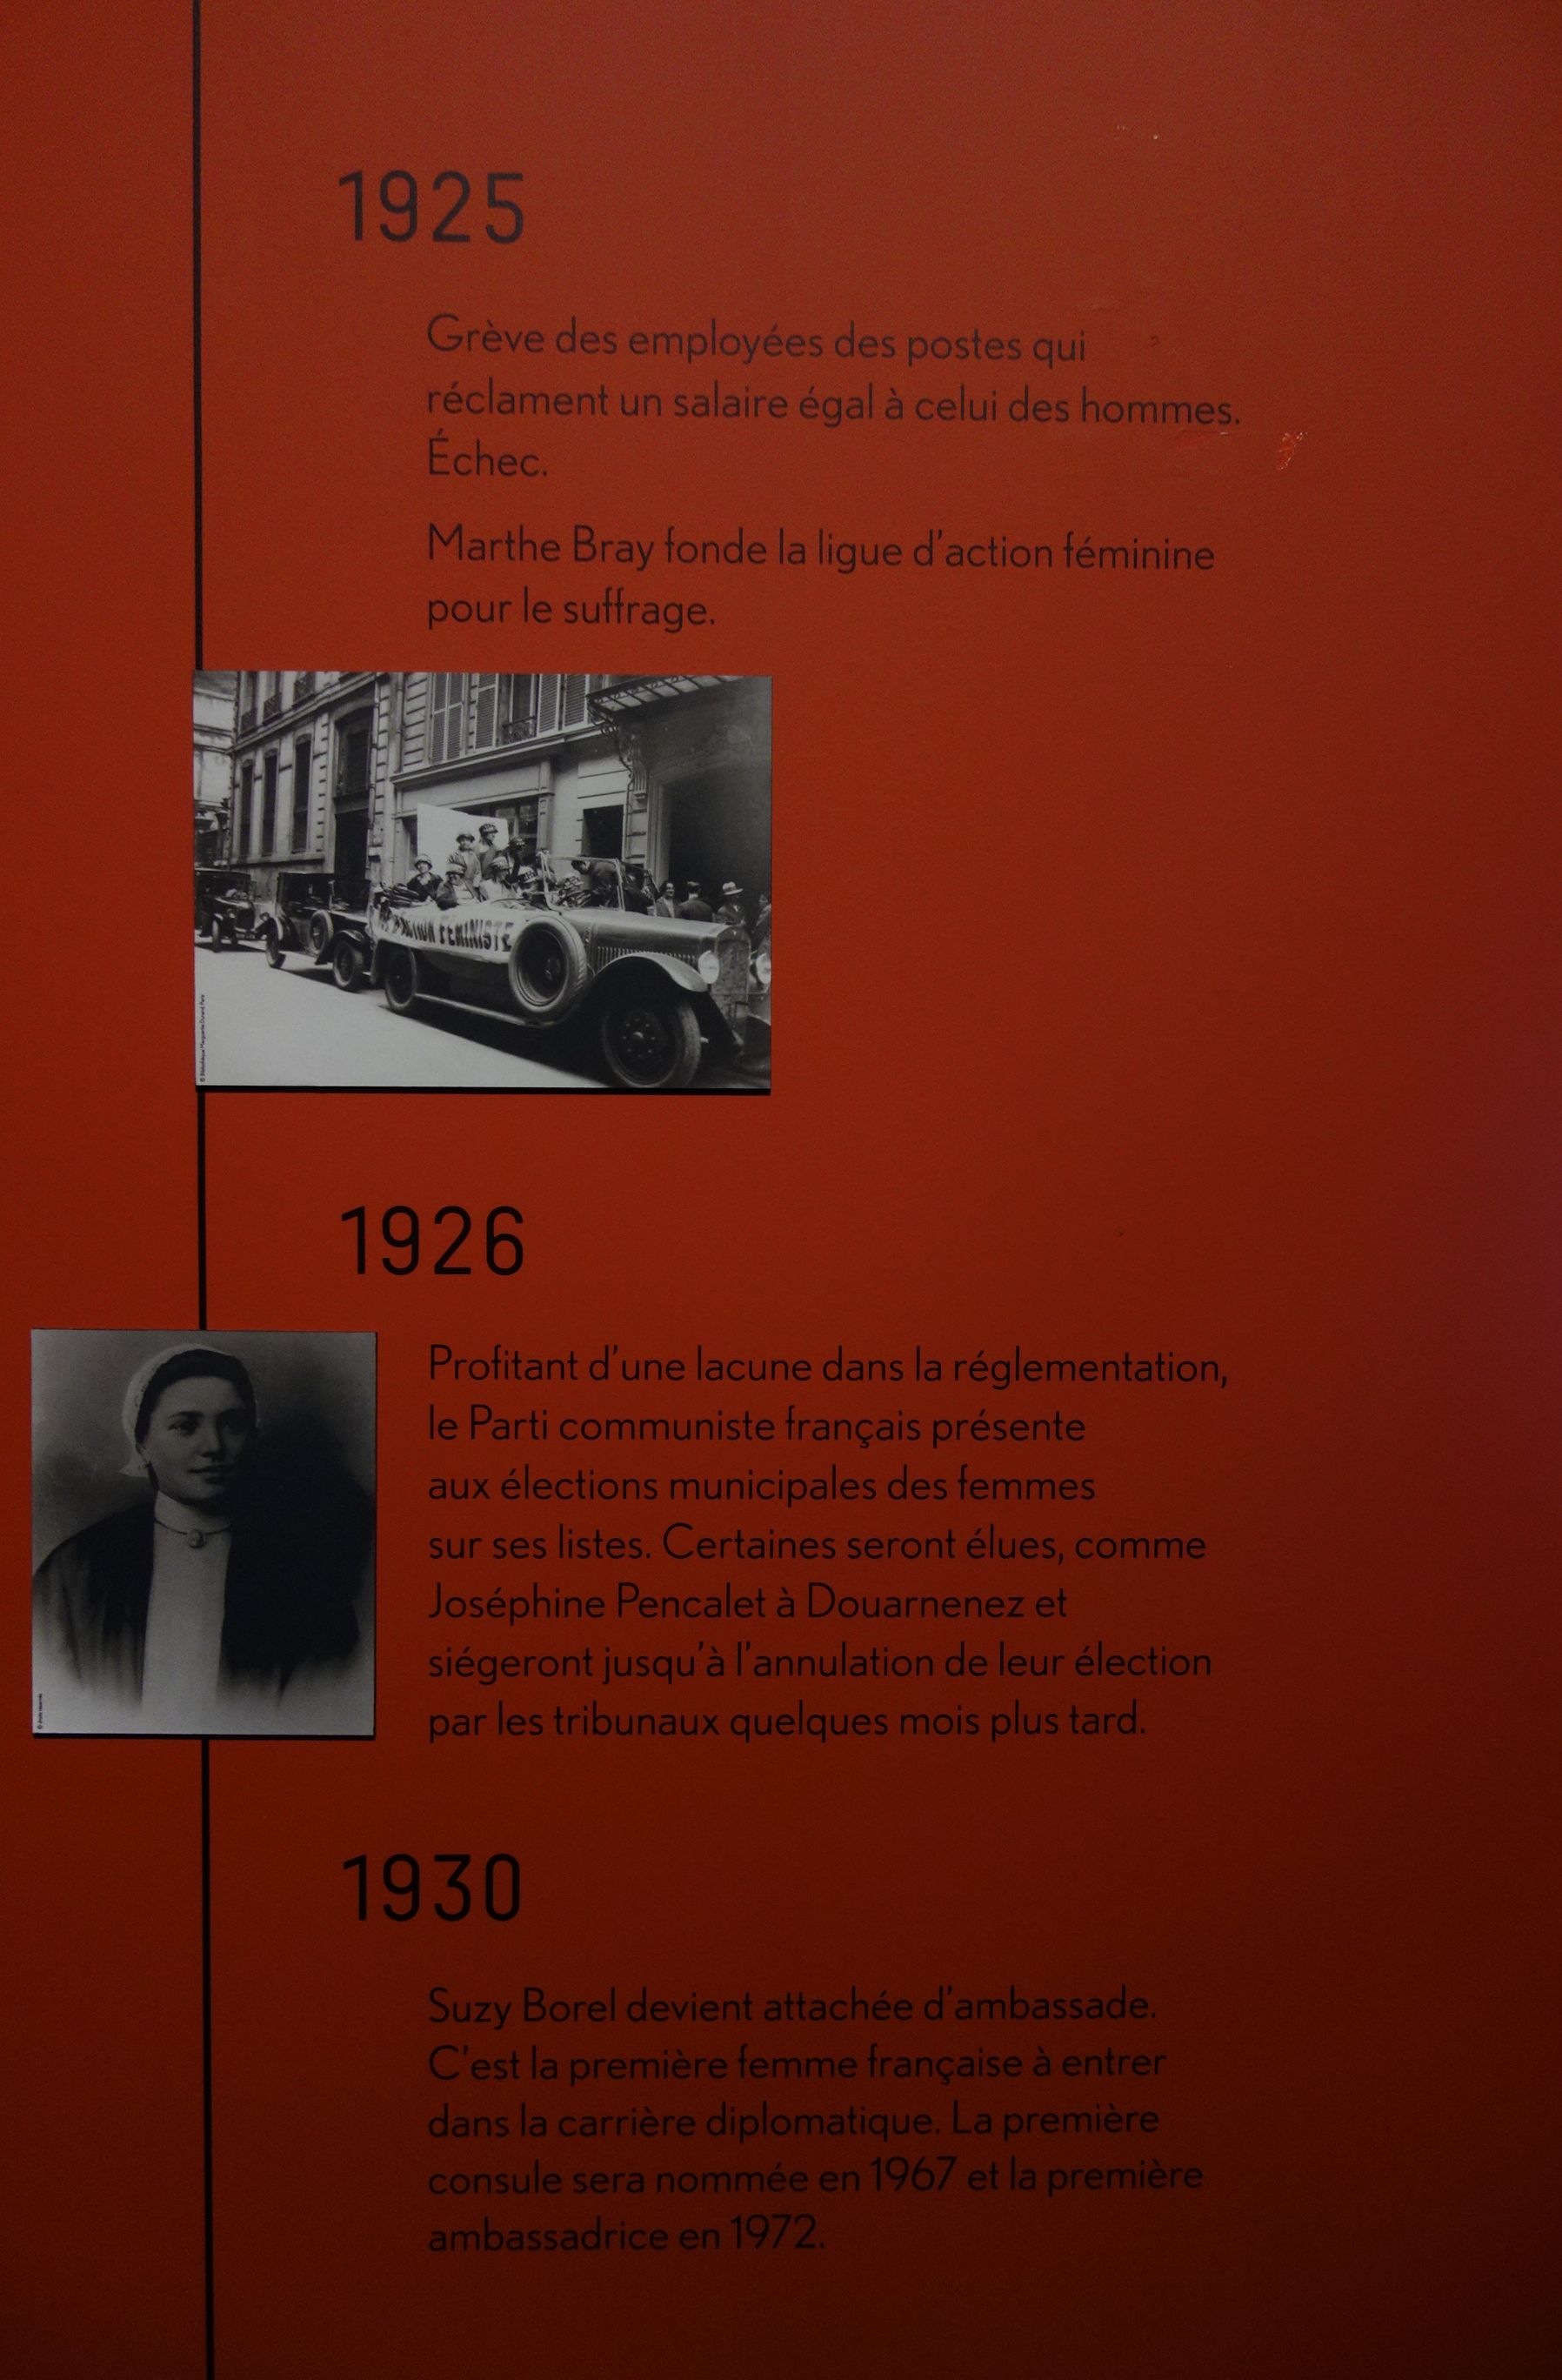 1925
Grève des employées des postes qui
réclament un salaire égal à celui des hommes.
Échec.
Marthe Bray fonde la ligue d'action féminine
pour le suffrage.
FÉMINISTE
© Bibliothèque Marguerite Durand, Paris
1926
Profitant d'une lacune dans la réglementation,
le Parti communiste français présente
aux élections municipales des femmes
sur ses listes. Certaines seront élues, comme
Joséphine Pencalet à Douarnenez et
siégeront jusqu'à l'annulation de leur élection
par les tribunaux quelques mois plus tard.
1930
Suzy Borel devient attachée d'ambassade.
C'est la première femme française à entrer
dans la carrière diplomatique. La première
consule sera nommée en 1967 et la première
ambassadrice en 1972.